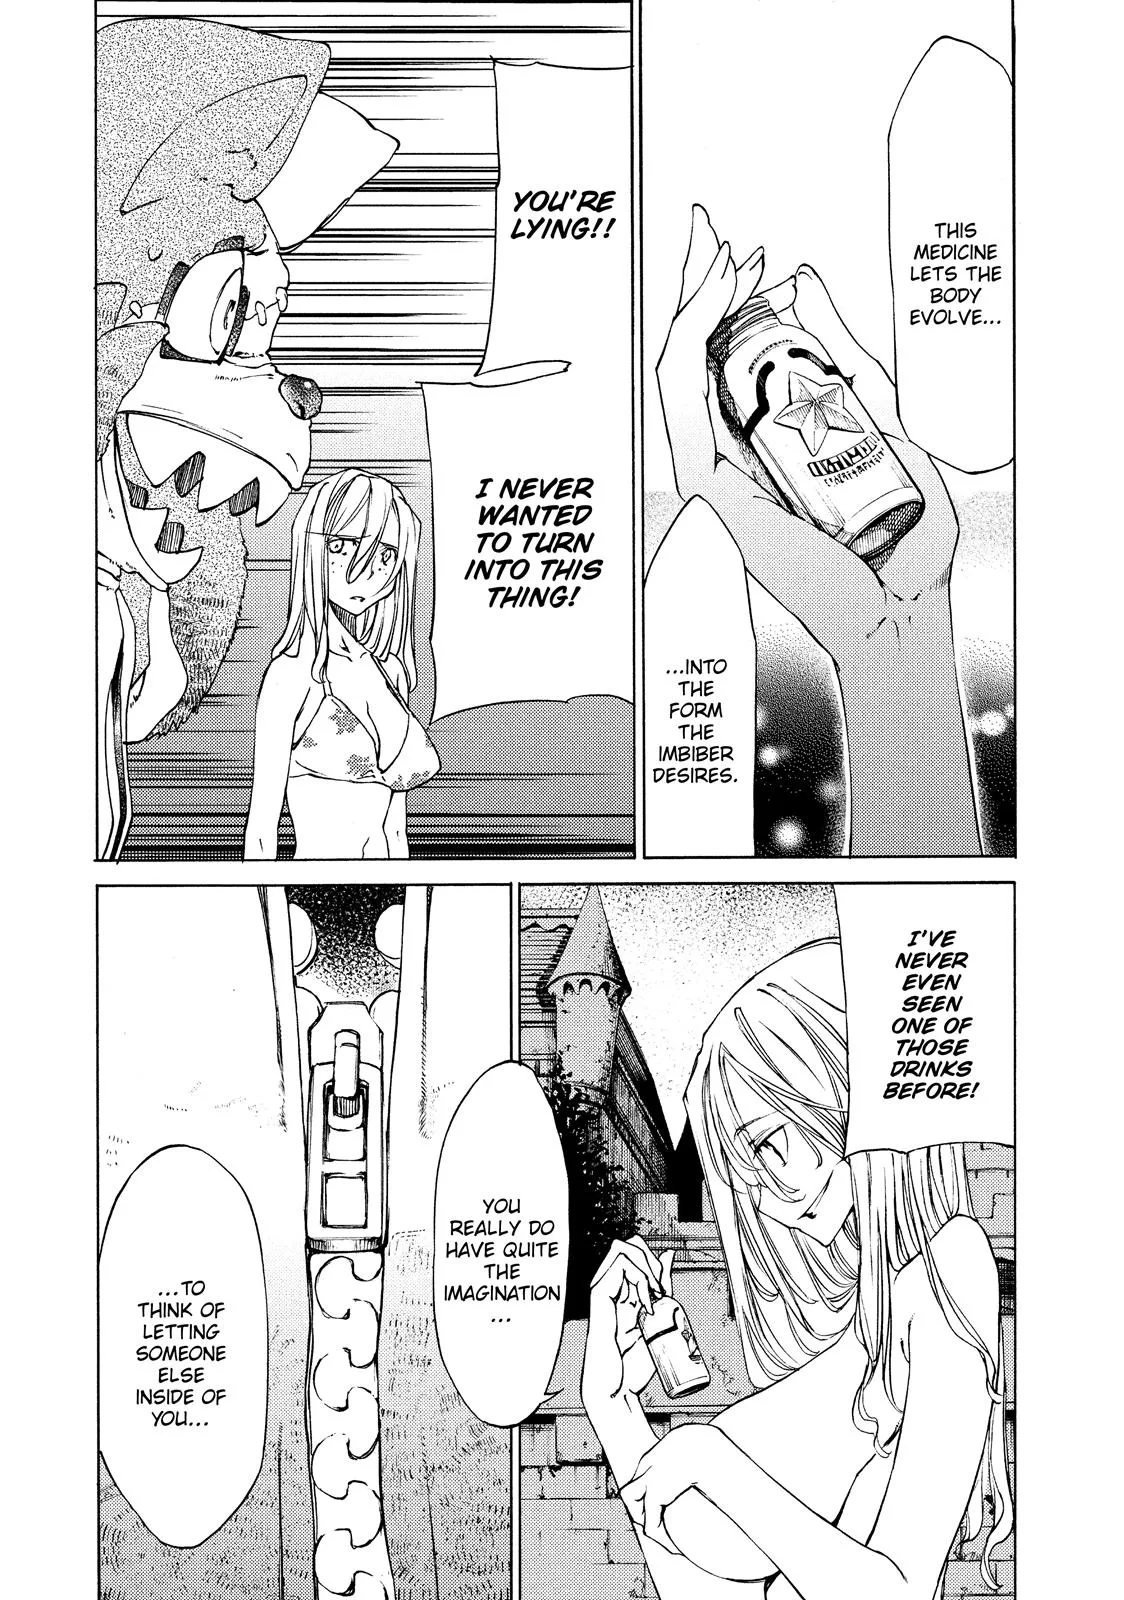 THIS
MEDICINE
LETS THE
BODY
EVOLVE...
...INTO
THE
FORM
THE
IMBIBER
DESIRES.
YOU'RE
LYING!!
I NEVER
WANTED
TO TURN
INTO THIS
THING!
I'VE
NEVER
EVEN
SEEN
ONE OF
THOSE
DRINKS
BEFORE!
YOU
REALLY DO
HAVE QUITE
THE
IMAGINATION
...
...TO
THINK OF
LETTING
SOMEONE
ELSE
INSIDE OF
YOU...